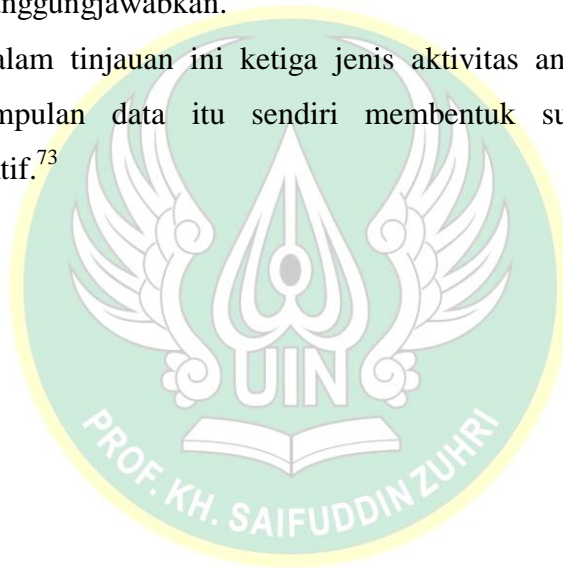 anggungjawabkan.
alam tinjauan ini ketiga jenis aktivitas an
mpulan data itu sendiri membentuk su
tif.73
UIN
PROF. KH. SAIFUDDIN ZUHRI